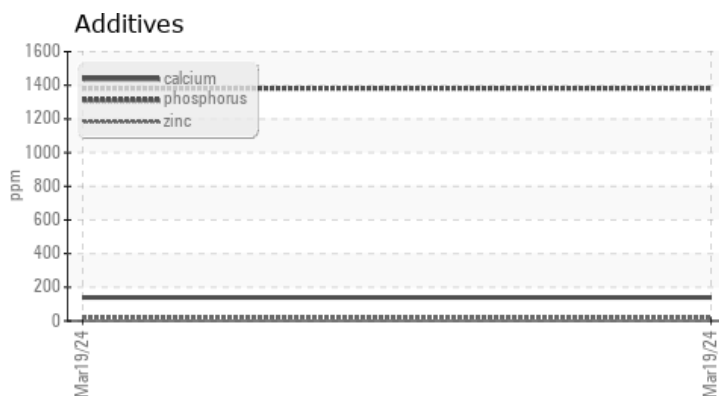 Additives
1600
1400
1200
1000
800
600
400
200
0
ppm
calcium
phosphorus
zinc
Mar19/24
Mar19/24